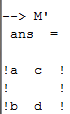 --> M'
ans  =

!a  c  !
!      !
!b  d  !